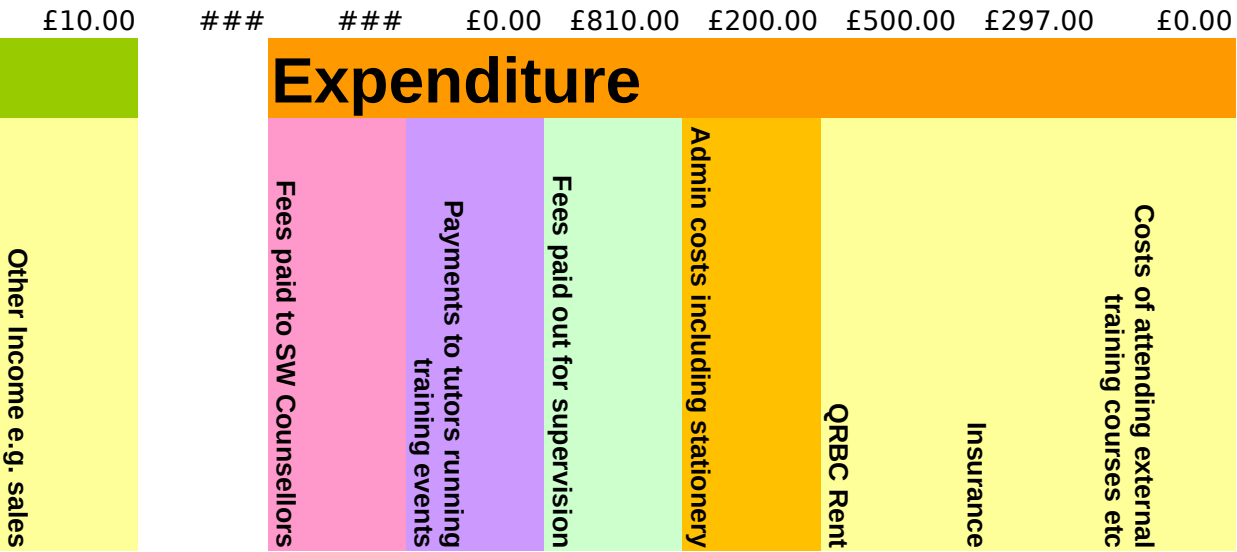 £10.00 ### ### £0.00 £810.00 £200.00 £500.00 £297.00 £0.00
Expenditure
Other Income e.g. sales
Fees paid to SW Counsellors
Payments to tutors running
training events
Fees paid out for supervision
Admin costs including stationery
QRBC Rent
Insurance
Costs of attending external
training courses etc